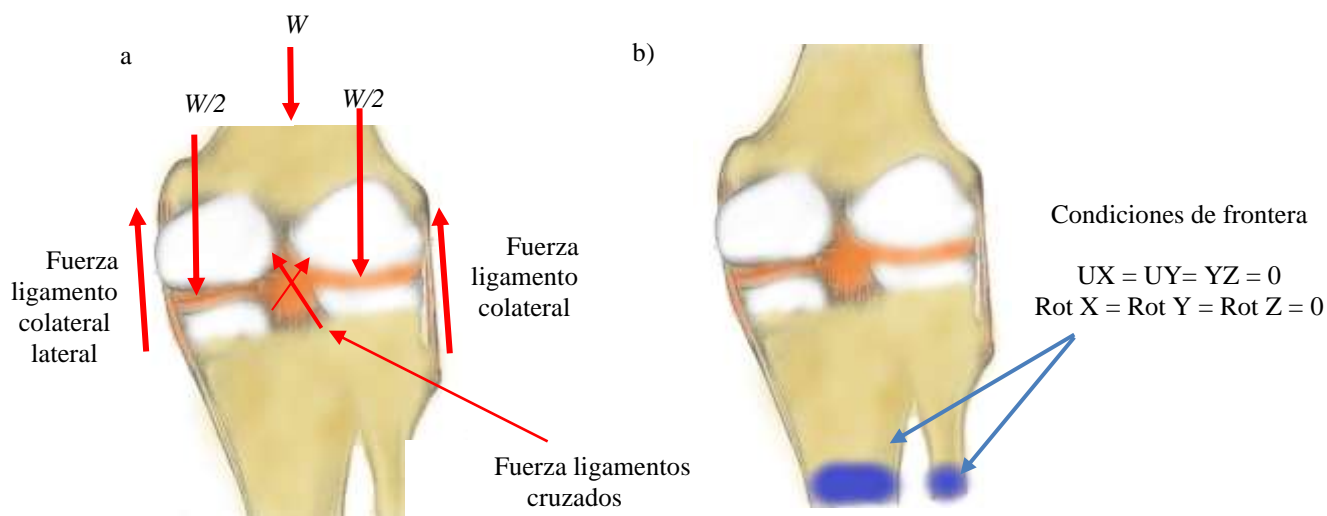 W
a
b)
W/2
W/2
Fuerza
ligamento
colateral
lateral
Fuerza
ligamento
colateral
Fuerza ligamentos
cruzados
Condiciones de frontera
UX = UY= YZ = 0
Rot X = Rot Y = Rot Z = 0